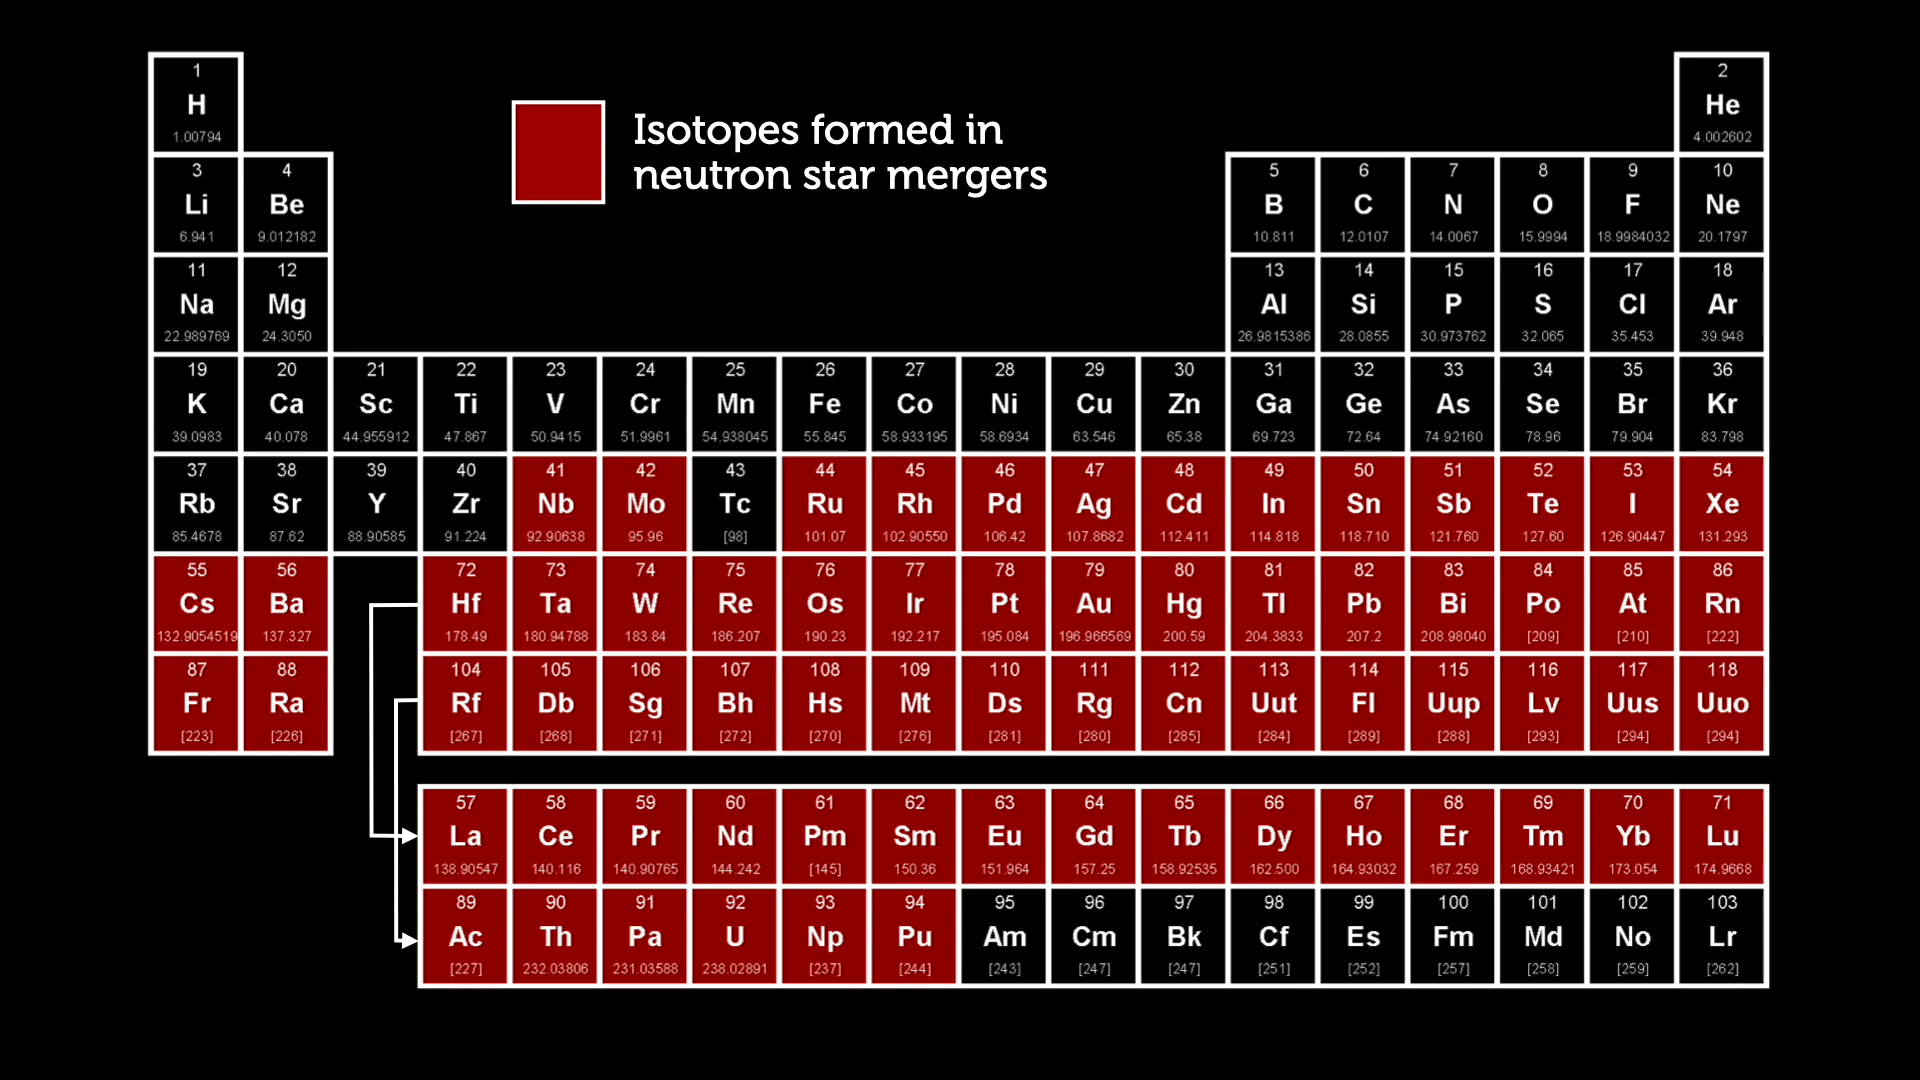 1 2
H He
1.00794 4.002602
Isotopes formed in
neutron star mergers
3 4 5 6 7 8 9 10
Li Be B C N O F Ne
6.941 9.012182 10.811 12.0107 14.0067 15.9994 18.9984032 20.1797
11 12 13 14 15 16 17 18
Na Mg Al Si P S Cl Ar
22.989769 24.3050 26.9815386 28.0855 30.973762 32.065 35.453 39.948
19 20 21 22 23 24 25 26 27 28 29 30 31 32 33 34 35 36
K Ca Sc Ti V Cr Mn Fe Co Ni Cu Zn Ga Ge As Se Br Kr
39.0983 40.078 44.955912 47.867 50.9415 51.9961 54.938045 55.845 58.933195 58.6934 63.546 65.38 69.723 72.64 74.92160 78.96 79.904 83.798
37 38 39 40 41 42 43 44 45 46 47 48 49 50 51 52 53 54
Rb Sr Y Zr Nb Mo Tc Ru Rh Pd Ag Cd In Sn Sb Te I Xe
85.4678 87.62 88.90585 91.224 92.90638 95.96 [98] 101.07 102.90550 106.42 107.8682 112.411 114.818 118.710 121.760 127.60 126.90447 131.293
55 56 72 73 74 75 76 77 78 79 80 81 82 83 84 85 86
Cs Ba Hf Ta W Re Os Ir Pt Au Hg Tl Pb Bi Po At Rn
132.9054519 137.327 178.49 180.94788 183.84 186.207 190.23 192.217 195.084 196.966569 200.59 204.3833 207.2 208.98040 [209] [210] [222]
87 88 104 105 106 107 108 109 110 111 112 113 114 115 116 117 118
Fr Ra Rf Db Sg Bh Hs Mt Ds Rg Cn Uut Fl Uup Lv Uus Uuo
[223] [226] [267] [268] [271] [272] [270] [276] [281] [280] [285] [284] [289] [288] [293] [294] [294]
57 58 59 60 61 62 63 64 65 66 67 68 69 70 71
La Ce Pr Nd Pm Sm Eu Gd Tb Dy Ho Er Tm Yb Lu
138.90547 140.116 140.90765 144.242 [145] 150.36 151.964 157.25 158.92535 162.500 164.93032 167.259 168.93421 173.054 174.9668
89 90 91 92 93 94 95 96 97 98 99 100 101 102 103
Ac Th Pa U Np Pu Am Cm Bk Cf Es Fm Md No Lr
[227] 232.03806 231.03588 238.02891 [237] [244] [243] [247] [247] [251] [252] [257] [258] [259] [262]